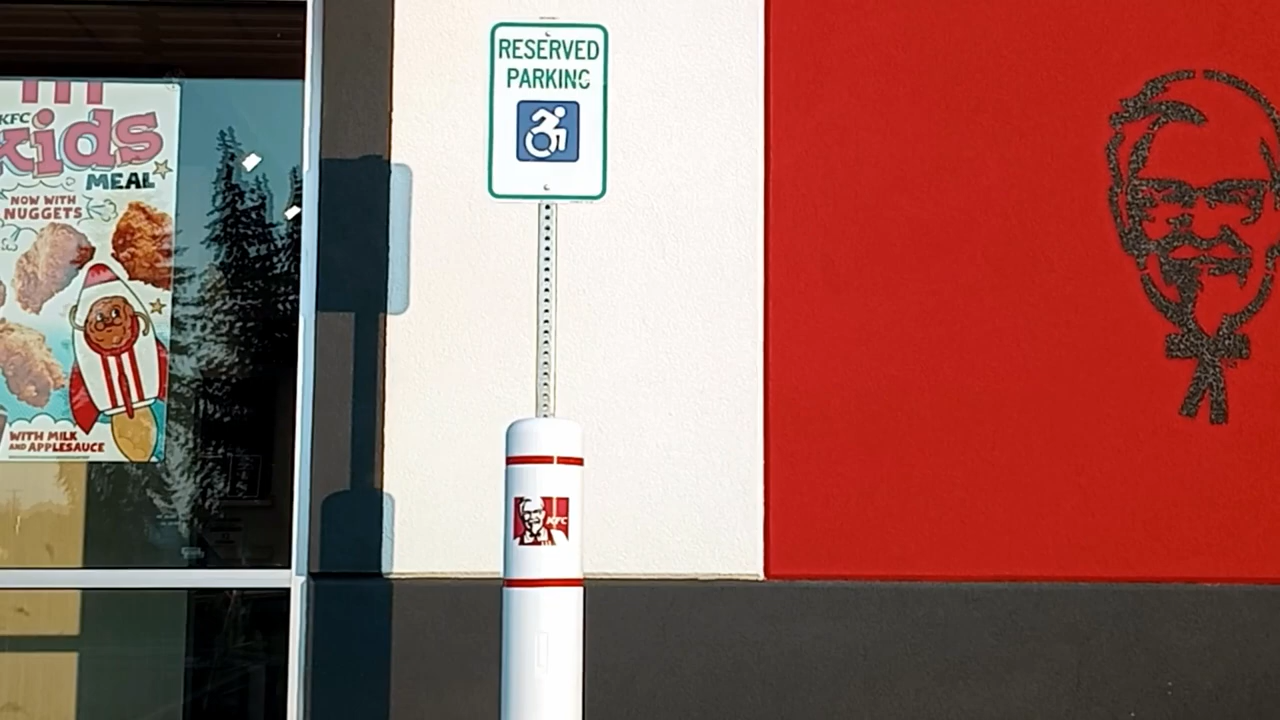 KFC
kids
MEAL
NOW WITH
NUGGETS
WITH MILK
AND APPLESAUCE
RESERVED
PARKING
KFC